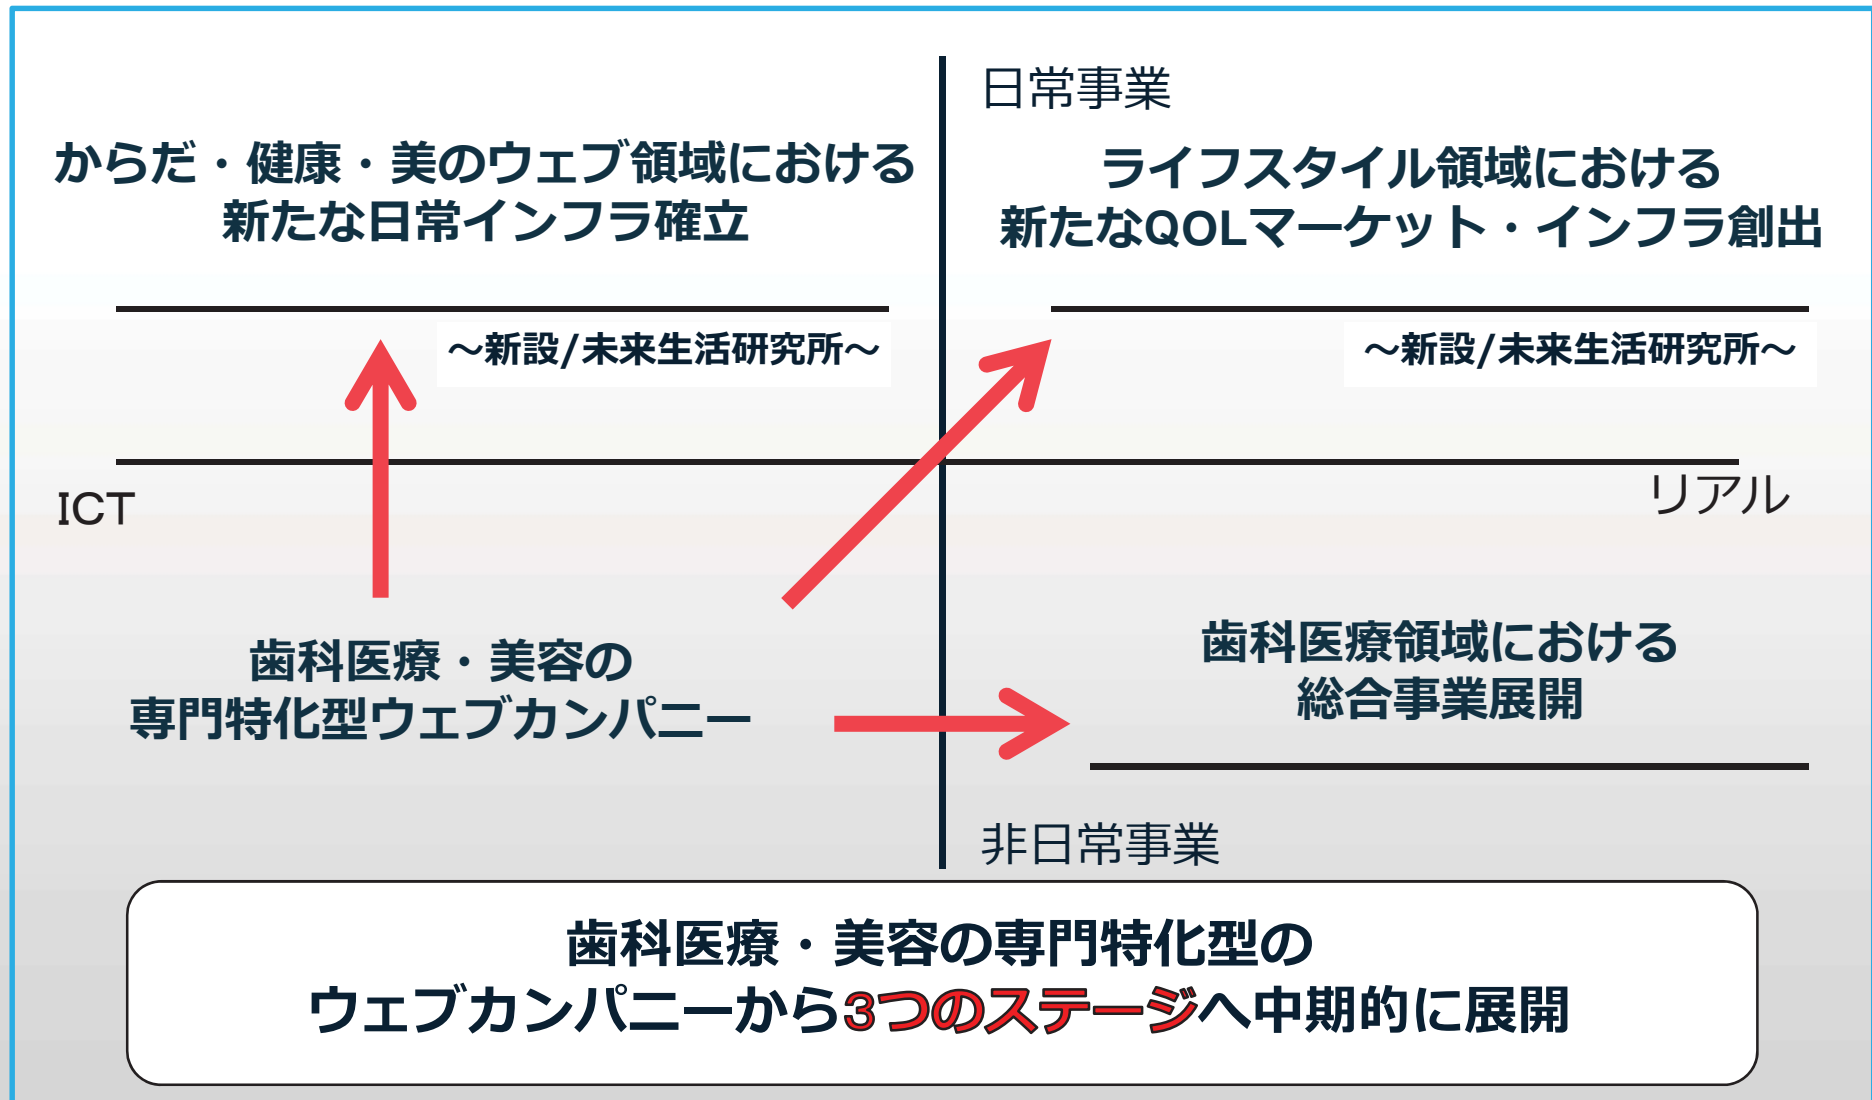 日常事業
からだ・健康・美のウェブ領域における
新たな日常インフラ確立
～新設/未来生活研究所～
ライフスタイル領域における
新たなQOLマーケット・インフラ創出
～新設/未来生活研究所～
ICT
リアル
歯科医療・美容の
専門特化型ウェブカンパニー
歯科医療領域における
総合事業展開
非日常事業
歯科医療・美容の専門特化型の
ウェブカンパニーから3つのステージへ中期的に展開